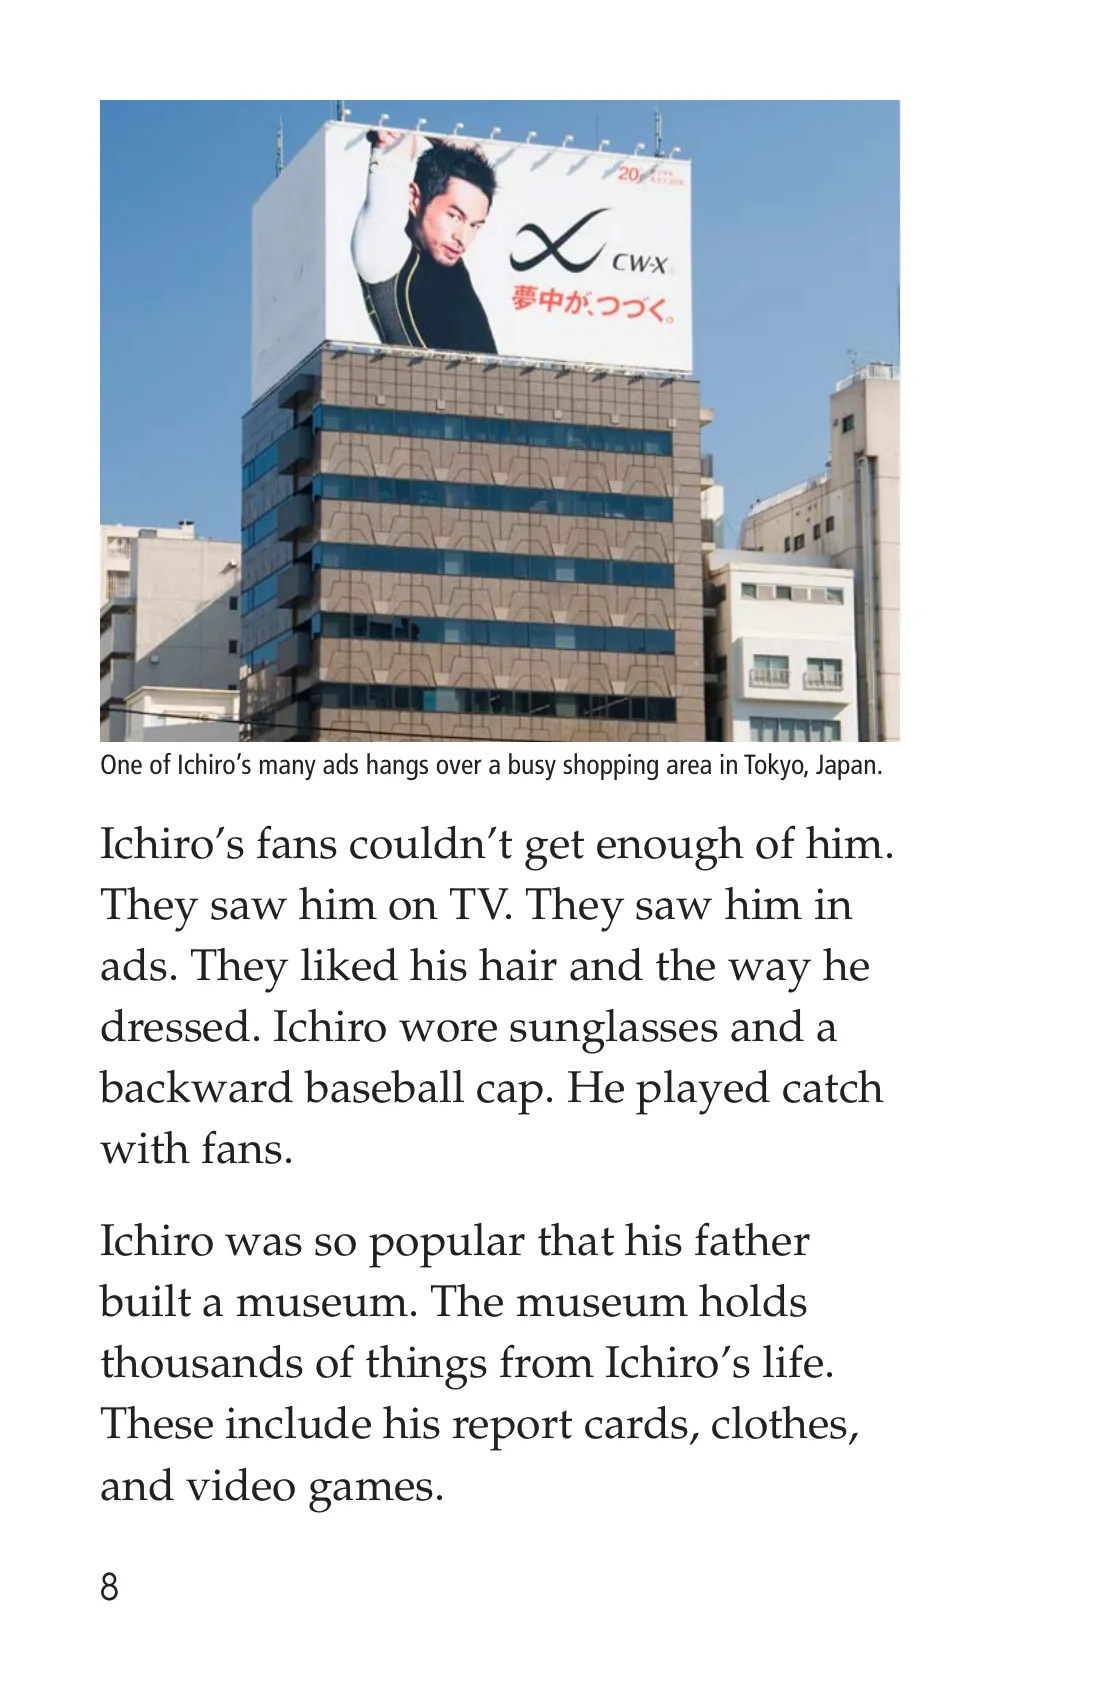 20
CW-X
夢中が、つづく。
One of Ichiro’s many ads hangs over a busy shopping area in Tokyo, Japan.
Ichiro’s fans couldn’t get enough of him.
They saw him on TV. They saw him in
ads. They liked his hair and the way he
dressed. Ichiro wore sunglasses and a
backward baseball cap. He played catch
with fans.
Ichiro was so popular that his father
built a museum. The museum holds
thousands of things from Ichiro’s life.
These include his report cards, clothes,
and video games.
8